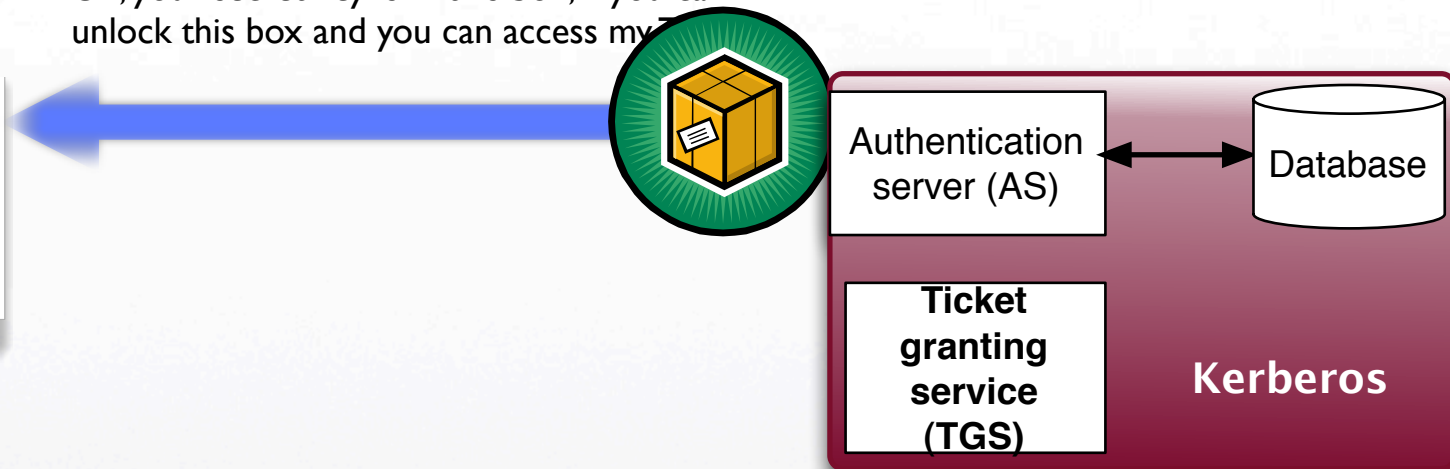 unlock this box and you can access my
Authentication
server (AS)
Database
Ticket
granting
service
(TGS)
Kerberos